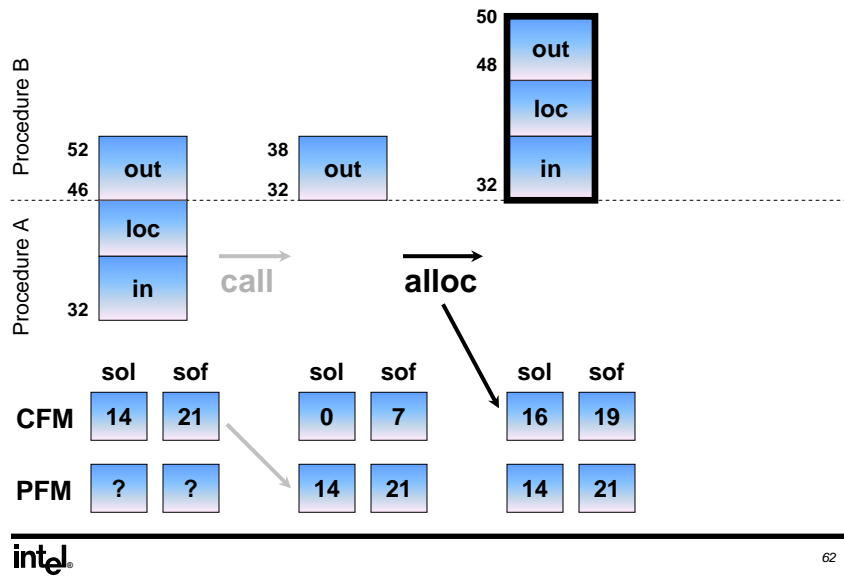 50
out
48
Procedure B
loc
52
38
out
out
in
46
32
32
Procedure A
loc
call
alloc
in
32
sol sof sol sof sol sof
CFM 14 21 0 7 16 19
PFM ? ? 14 21 14 21
intel®
62